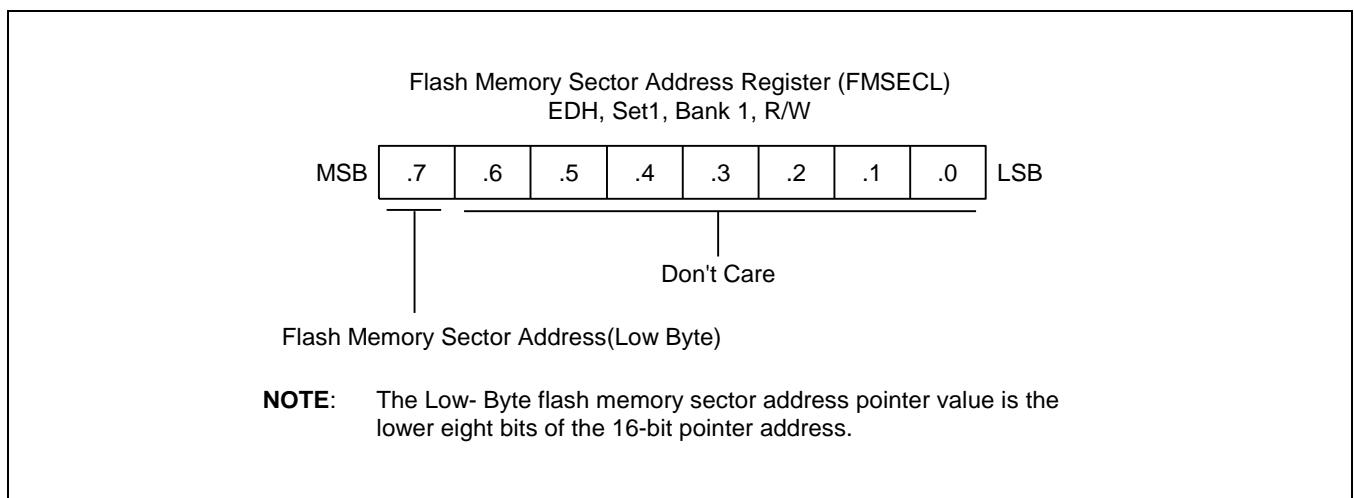 Flash Memory Sector Address Register (FMSECL)
EDH, Set1, Bank 1, R/W
MSB .7 .6 .5 .4 .3 .2 .1 .0 LSB
Don't Care
Flash Memory Sector Address(Low Byte)
NOTE: The Low- Byte flash memory sector address pointer value is the
lower eight bits of the 16-bit pointer address.